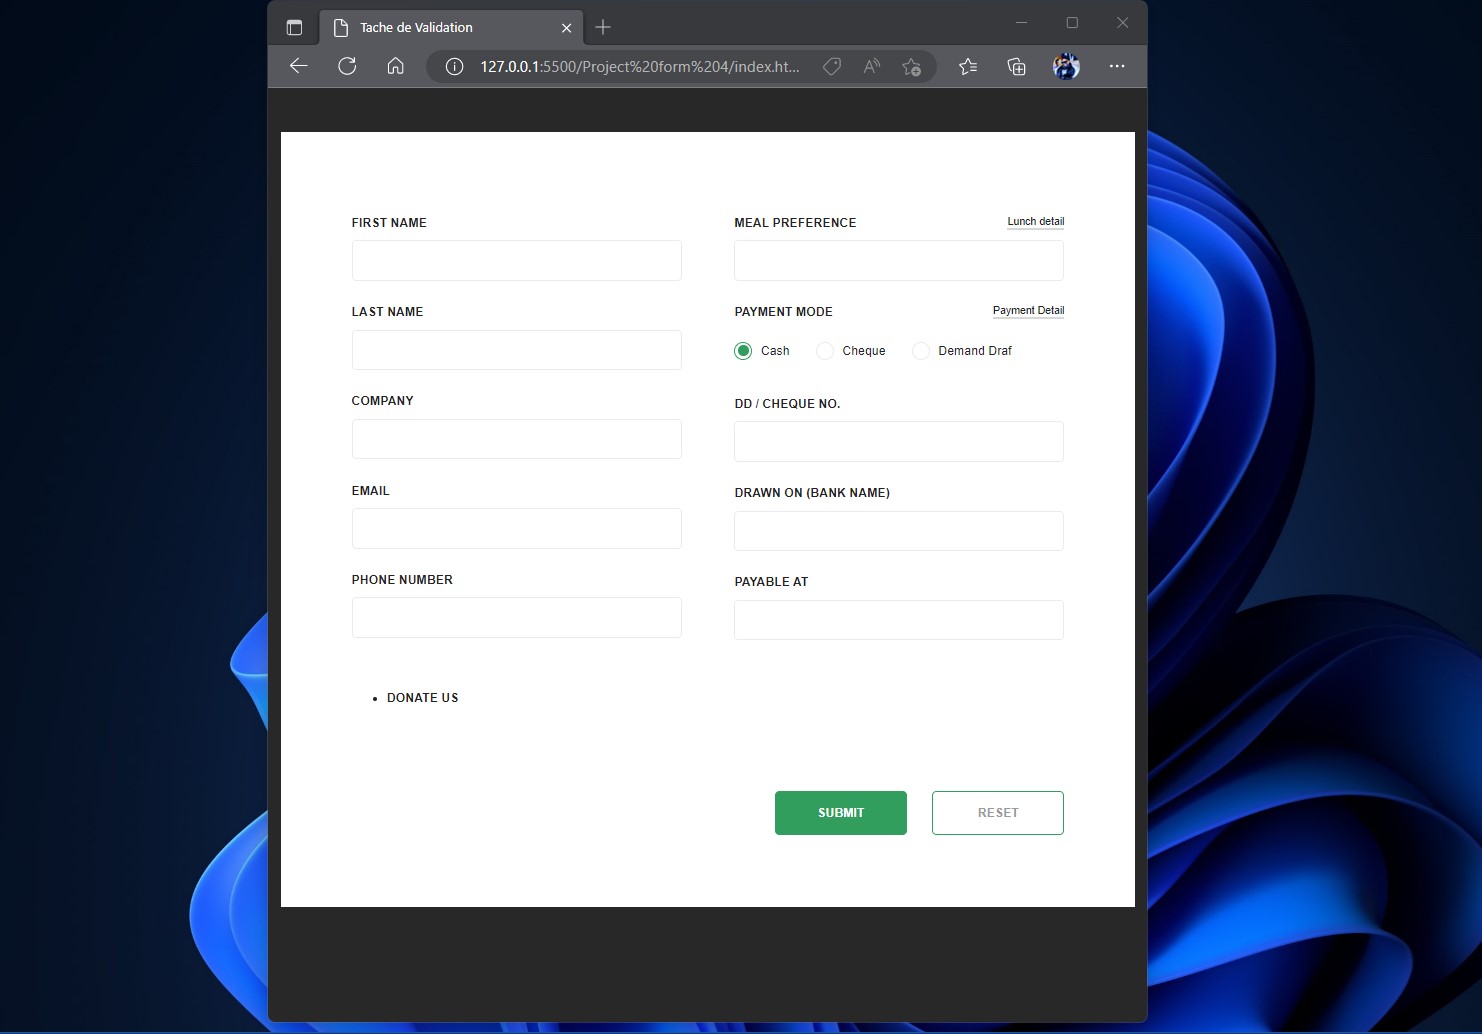 Tache de Validation
127.0.0.1:5500/Project%20form%204/index.ht...
FIRST NAME
LAST NAME
COMPANY
EMAIL
PHONE NUMBER
MEAL PREFERENCE
Lunch detail
PAYMENT MODE
Payment Detail
Cash
Cheque
Demand Draf
DD / CHEQUE NO.
DRAWN ON (BANK NAME)
PAYABLE AT
• DONATE US
SUBMIT
RESET